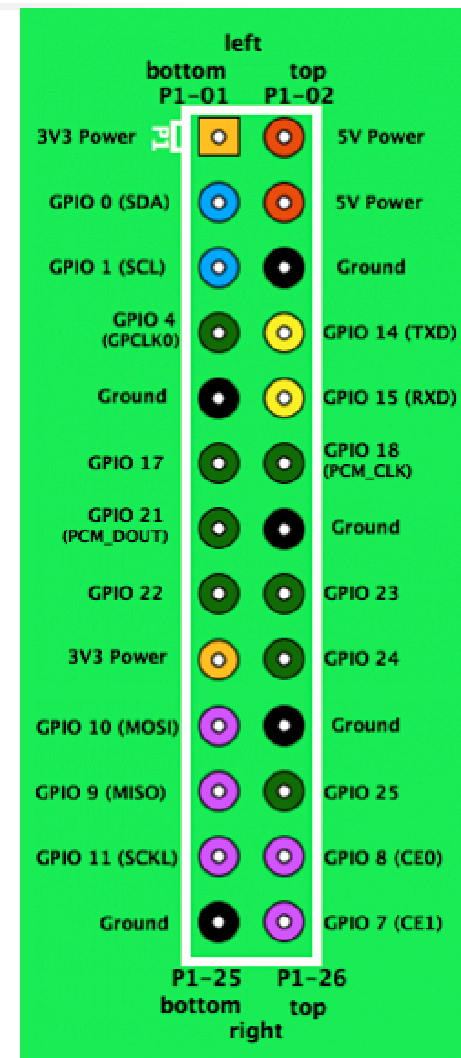 left
bottom top
P1-01 P1-02
3V3 Power P1 5V Power
GPIO 0 (SDA) 5V Power
GPIO 1 (SCL) Ground
GPIO 4 GPIO 14 (TXD)
(GPCLK0)
Ground GPIO 15 (RXD)
GPIO 17 GPIO 18
(PCM_CLK)
GPIO 21 Ground
(PCM_DOUT)
GPIO 22 GPIO 23
3V3 Power GPIO 24
GPIO 10 (MOSI) Ground
GPIO 9 (MISO) GPIO 25
GPIO 11 (SCKL) GPIO 8 (CE0)
Ground GPIO 7 (CE1)
P1-25 P1-26
bottom top
right